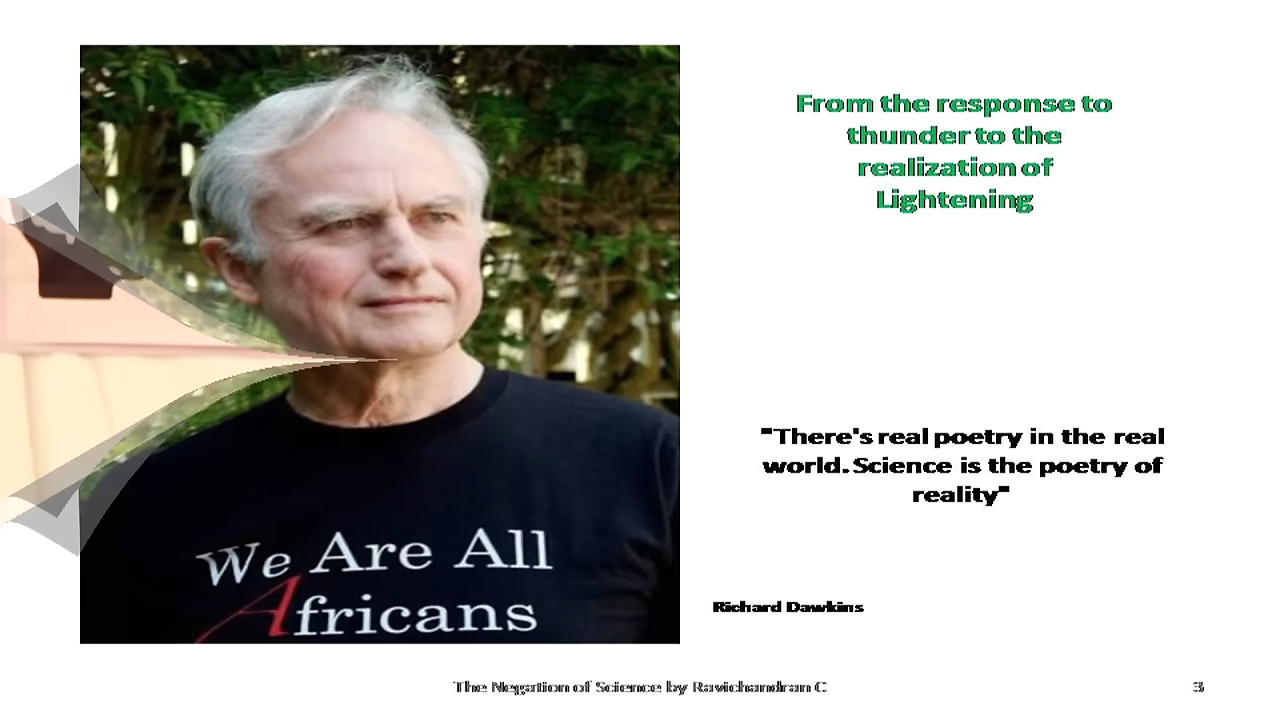 From the response to
thunder to the
realization of
Lightening
"There's real poetry in the real
world. Science is the poetry of
reality"
Richard Dawkins
We Are All
Africans
The Negation of Science by Ravichandran C
3